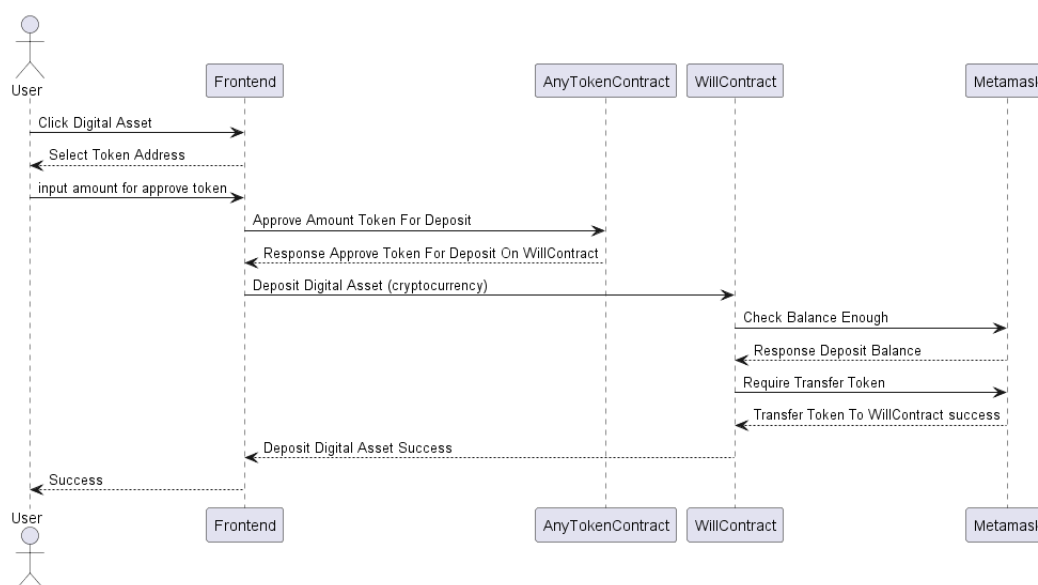 User
Frontend
AnyTokenContract
WillContract
Metamask
Click Digital Asset
Select Token Address
input amount for approve token
Approve Amount Token For Deposit
Response Approve Token For Deposit On WillContract
Deposit Digital Asset (cryptocurrency)
Check Balance Enough
Response Deposit Balance
Require Transfer Token
Transfer Token To WillContract success
Deposit Digital Asset Success
Success
User
Frontend
AnyTokenContract
WillContract
Metamask